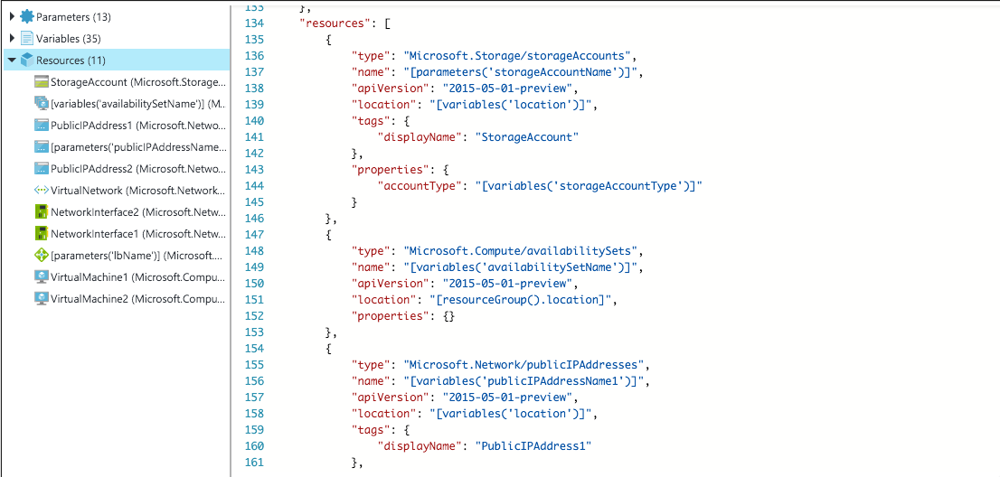 Parameters (13)
Variables (35)
Resources (11)
StorageAccount (Microsoft.Storage...
[variables('availabilitySetName')] (M...
PublicIPAddress1 (Microsoft.Netwo...
[parameters('publicIPAddressName...
PublicIPAddress2 (Microsoft.Netwo...
VirtualNetwork (Microsoft.Network...
NetworkInterface2 (Microsoft.Netw...
NetworkInterface1 (Microsoft.Netw...
[parameters('lbName')] (Microsoft....
VirtualMachine1 (Microsoft.Compu...
VirtualMachine2 (Microsoft.Compu...
133 },
134 "resources": [
135 {
136 "type": "Microsoft.Storage/storageAccounts",
137 "name": "[parameters('storageAccountName')]",
138 "apiVersion": "2015-05-01-preview",
139 "location": "[variables('location')]",
140 "tags": {
141 "displayName": "StorageAccount"
142 },
143 "properties": {
144 "accountType": "[variables('storageAccountType')]"
145 }
146 },
147 {
148 "type": "Microsoft.Compute/availabilitySets",
149 "name": "[variables('availabilitySetName')]",
150 "apiVersion": "2015-05-01-preview",
151 "location": "[resourceGroup().location]",
152 "properties": {}
153 },
154 {
155 "type": "Microsoft.Network/publicIPAddresses",
156 "name": "[variables('publicIPAddressName1')]",
157 "apiVersion": "2015-05-01-preview",
158 "location": "[variables('location')]",
159 "tags": {
160 "displayName": "PublicIPAddress1"
161 },